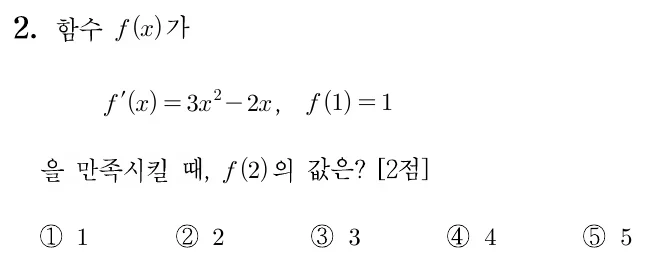 2. 함수 f(x)가
f′(x)=3x²−2x, f(1)=1
을 만족시킬 때, f(2)의 값은? [2점]
① 1 ② 2 ③ 3 ④ 4 ⑤ 5